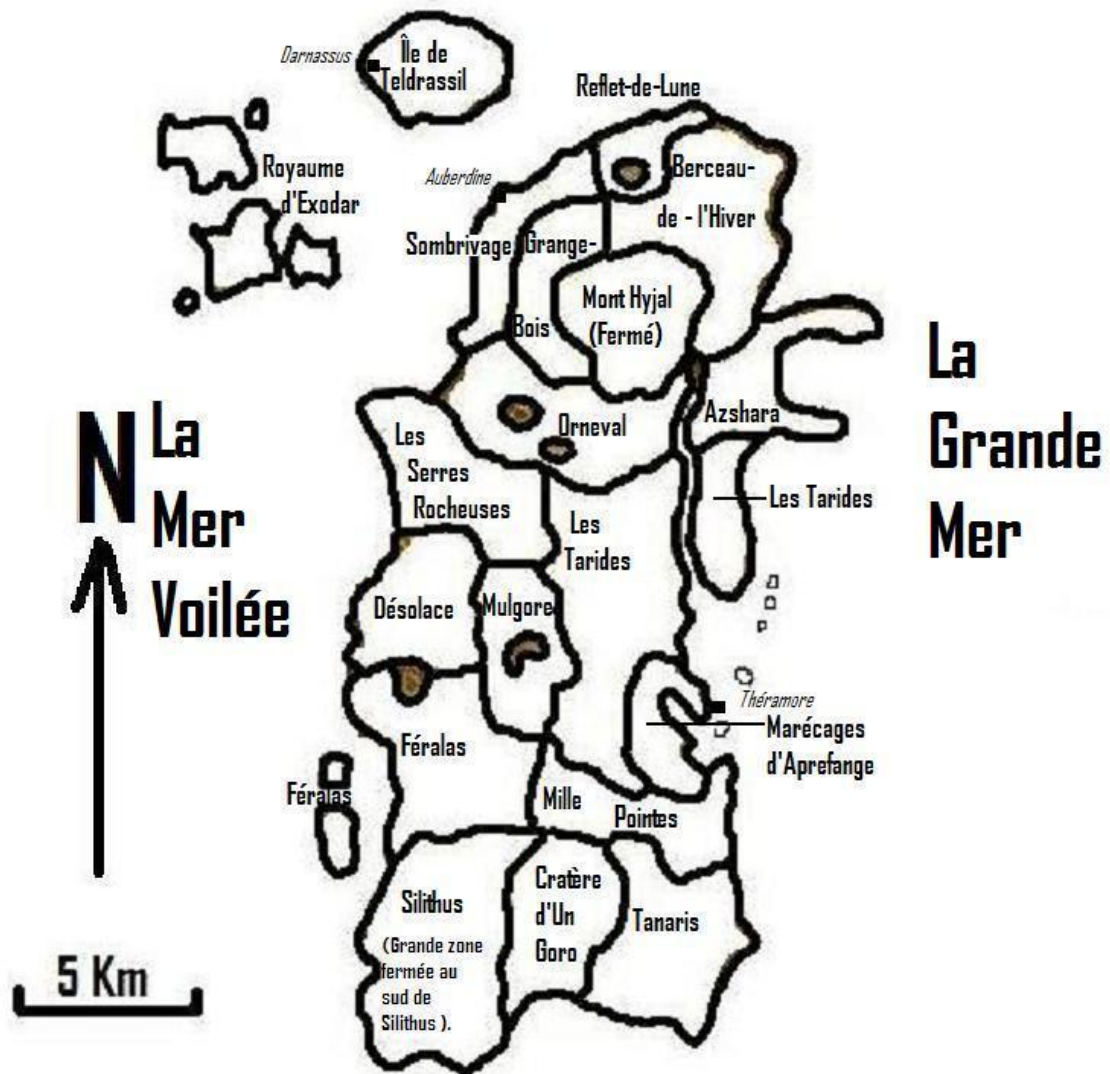 Darnassus
Île de
Teldrassil
Reflet-de-Lune
Royaume
d'Exodar
Auberdine
Berceau-
de - l'Hiver
Sombrivage
Grange-
Bois
Mont Hyjal
(Fermé)
La
Grande
Mer
N
La
Mer
Voilée
Azshara
Orneval
Les
Serres
Rocheuses
Les Tarides
Les
Tarides
Désolace
Mulgore
Théramore
Marécages
d'Aprefange
Féralas
Féralas
Mille
Pointes
Silithus
(Grande zone
fermée au
sud de
Silithus ).
Cratère
d'Un
Goro
Tanaris
5 Km